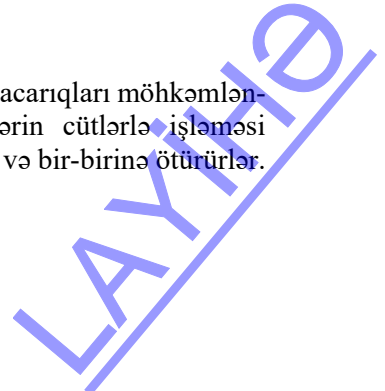 acarıqları möhkəmlən-
ərin cütlərlə işləməsi
və bir-birinə ötürürlər.
LAYİHƏ